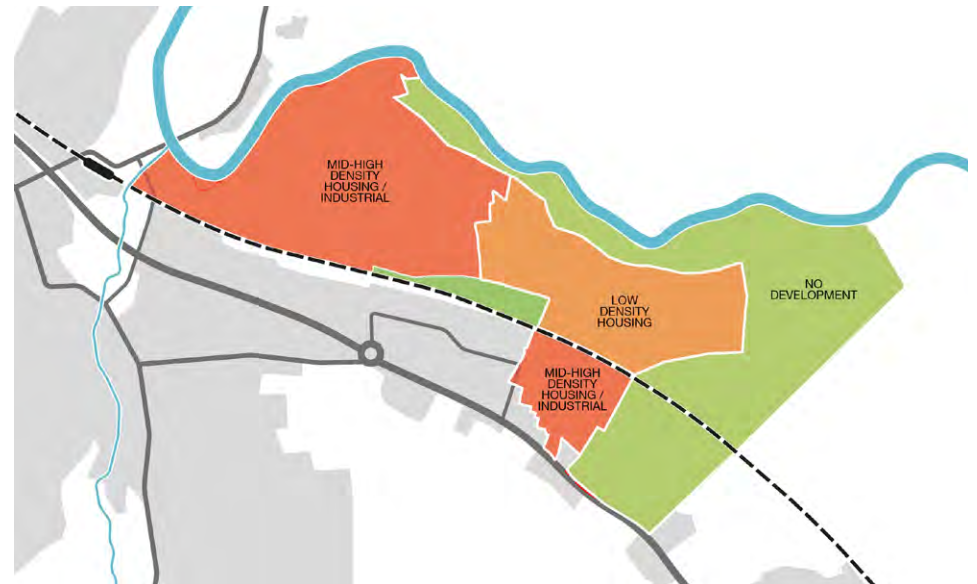 MID-HIGH
DENSITY
HOUSING /
INDUSTRIAL
LOW
DENSITY
HOUSING
NO
DEVELOPMENT
MID-HIGH
DENSITY
HOUSING /
INDUSTRIAL